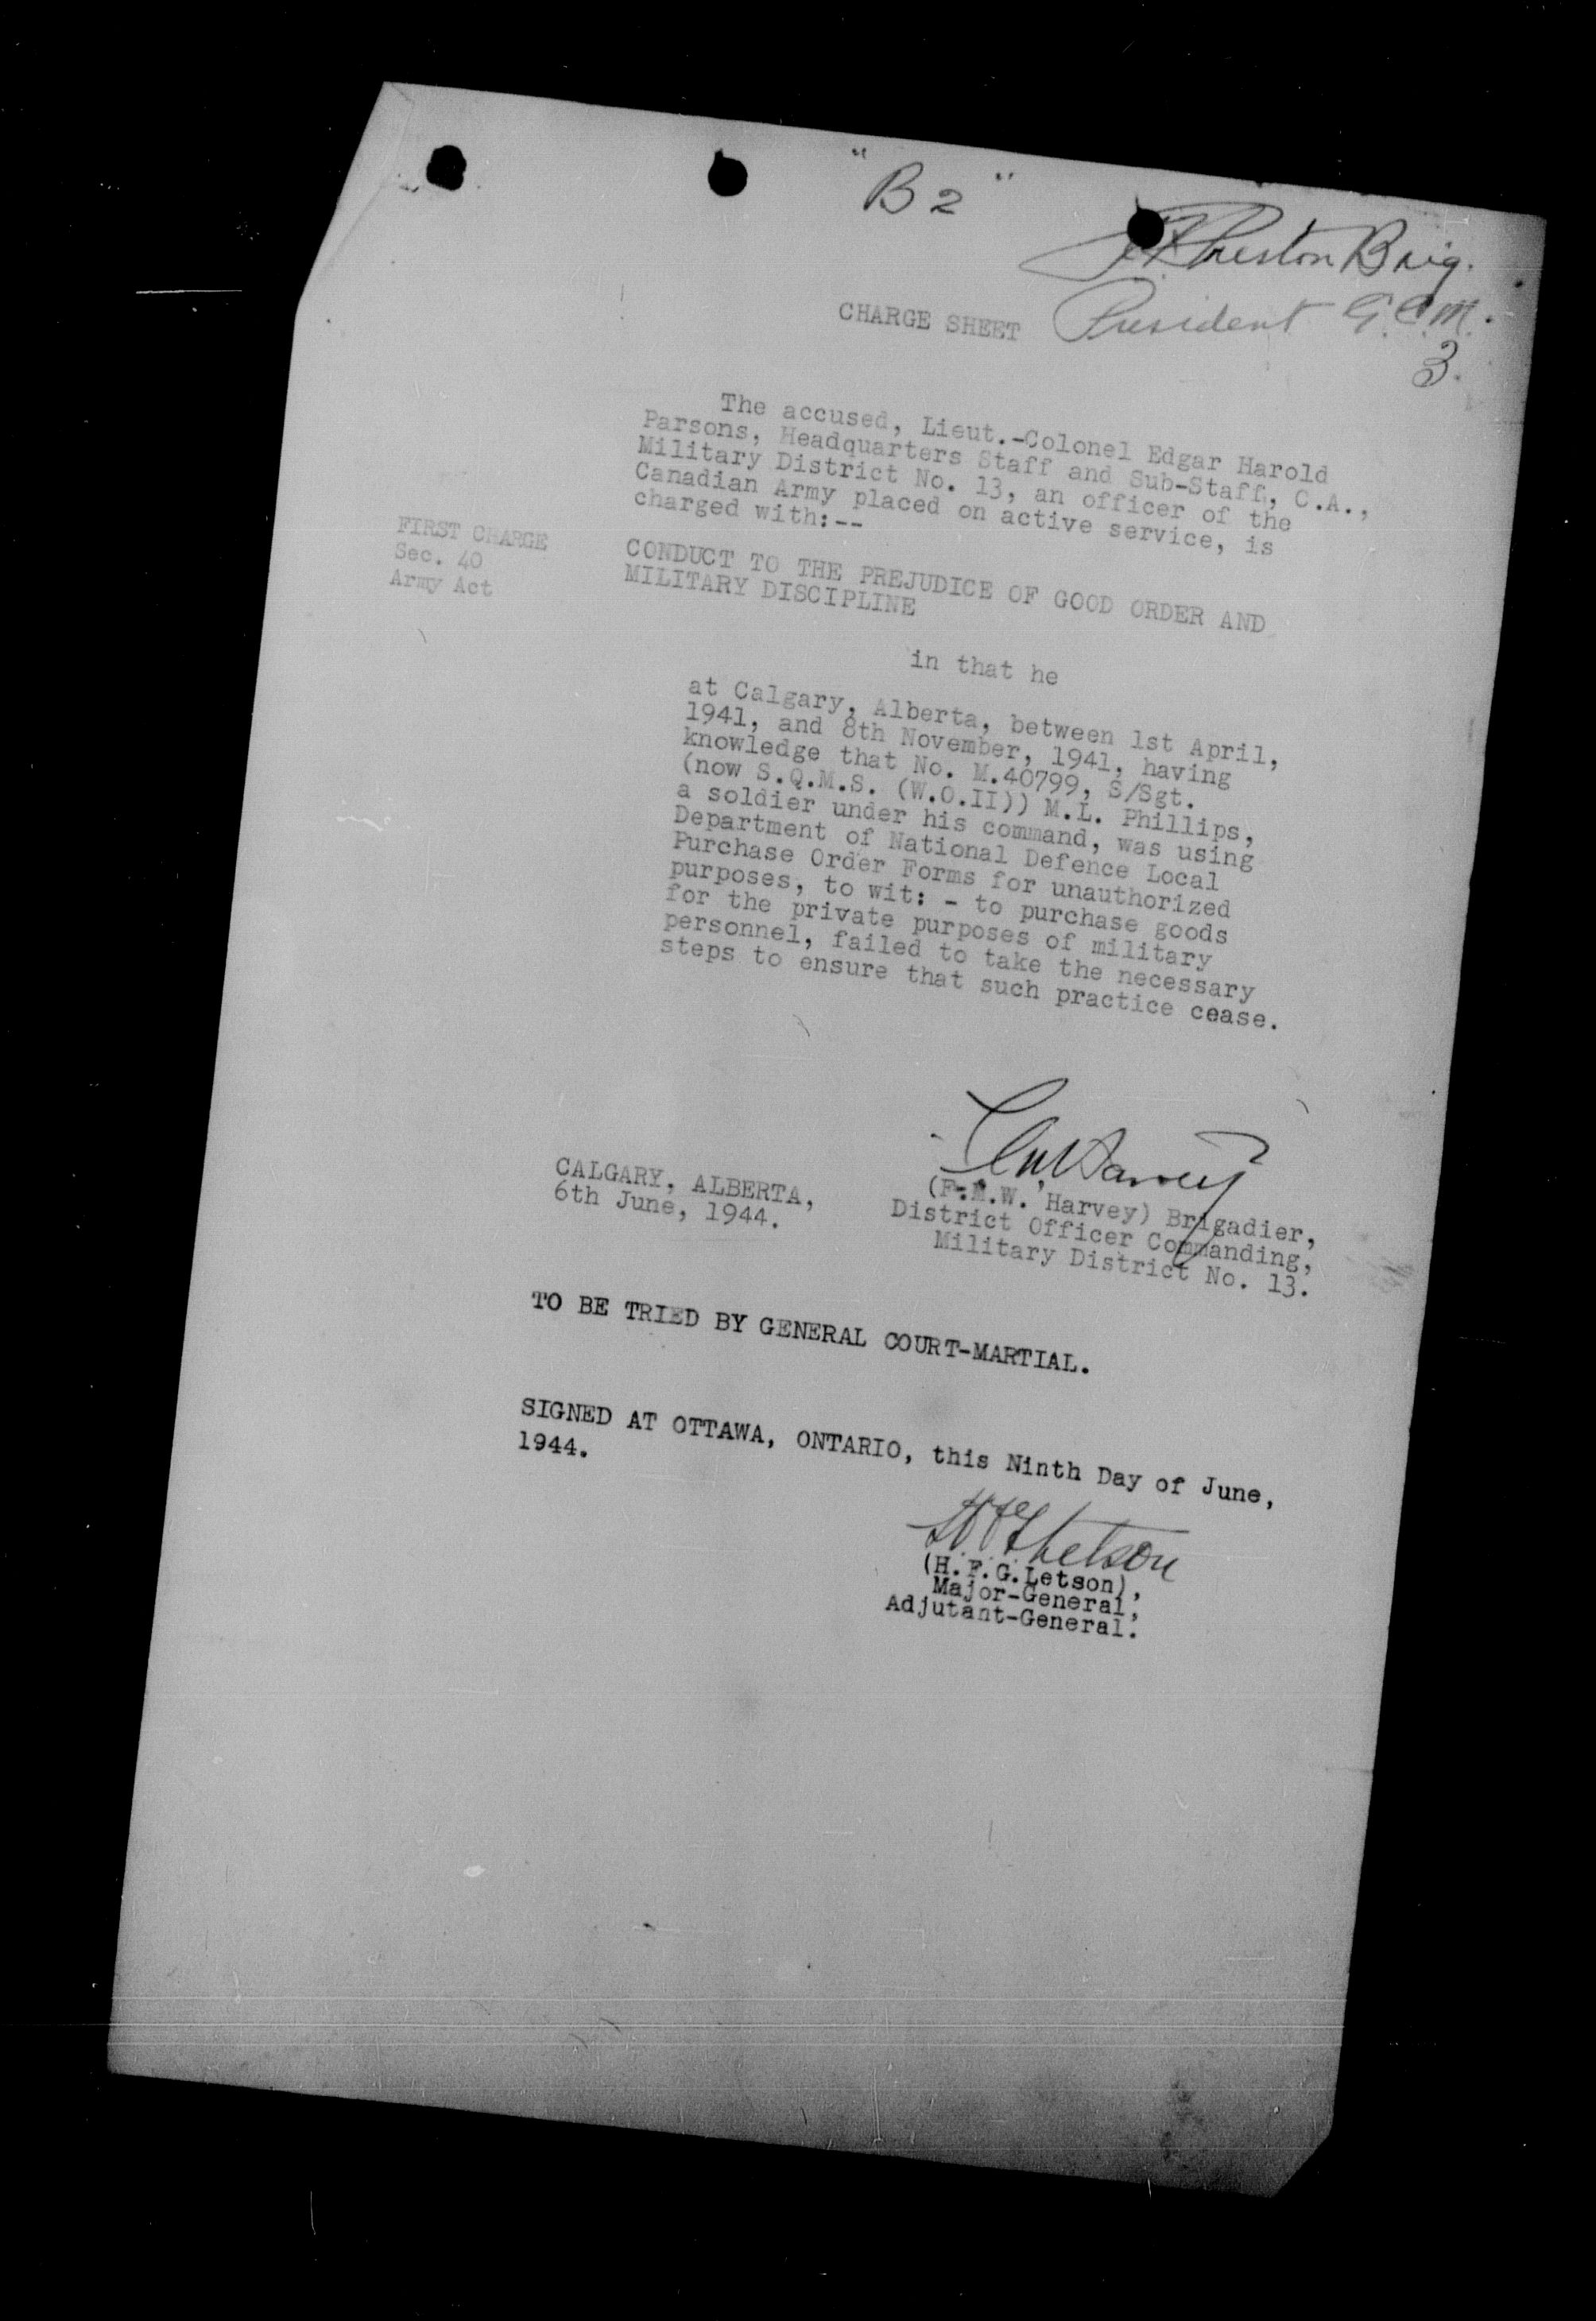 "B2"
Preston Brig.
President G.C.M.
3.
CHARGE SHEET
The accused, Lieut.-Colonel Edgar Harold
Parsons, Headquarters Staff and Sub-Staff, C.A.,
Military District No. 13, an officer of the
Canadian Army placed on active service, is
charged with:--
FIRST CHARGE
Sec. 40
Army Act
CONDUCT TO THE PREJUDICE OF GOOD ORDER AND
MILITARY DISCIPLINE
in that he
at Calgary, Alberta, between 1st April,
1941, and 8th November, 1941, having
knowledge that No. M.40799, S/Sgt.
(now S.Q.M.S. (W.O.II)) M.L. Phillips,
a soldier under his command, was using
Department of National Defence Local
Purchase Order Forms for unauthorized
purposes, to wit: - to purchase goods
for the private purposes of military
personnel, failed to take the necessary
steps to ensure that such practice cease.
CALGARY, ALBERTA,
6th June, 1944.
Harvey
(F.M.W. Harvey) Brigadier,
District Officer Commanding,
Military District No. 13.
TO BE TRIED BY GENERAL COURT-MARTIAL.
SIGNED AT OTTAWA, ONTARIO, this Ninth Day of June,
1944.
HFG Letson
(H.F.G.Letson),
Major-General,
Adjutant-General.